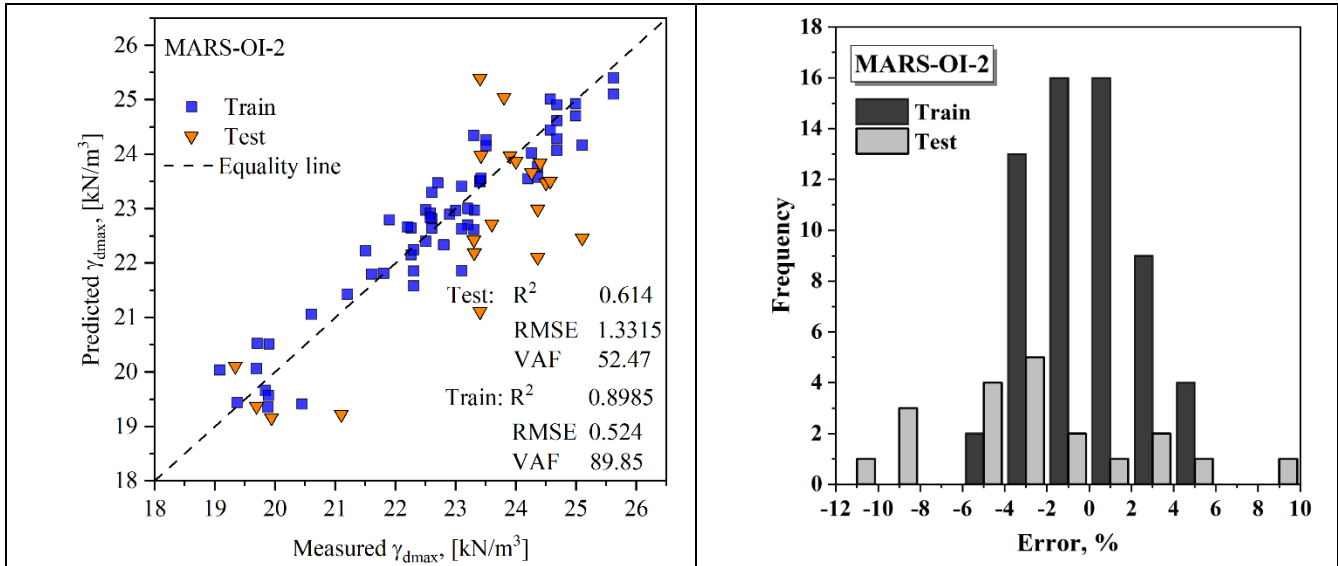 MARS-OI-2
Train
Test
Equality line
Test: R² 0.614
RMSE 1.3315
VAF 52.47
Train: R² 0.8985
RMSE 0.524
VAF 89.85
26
25
24
23
22
21
20
19
18
18 19 20 21 22 23 24 25 26
Predicted γdmax, [kN/m³]
Measured γdmax, [kN/m³]
MARS-OI-2
Train
Test
18
16
14
12
10
8
6
4
2
0
-12 -10 -8 -6 -4 -2 0 2 4 6 8 10
Frequency
Error, %